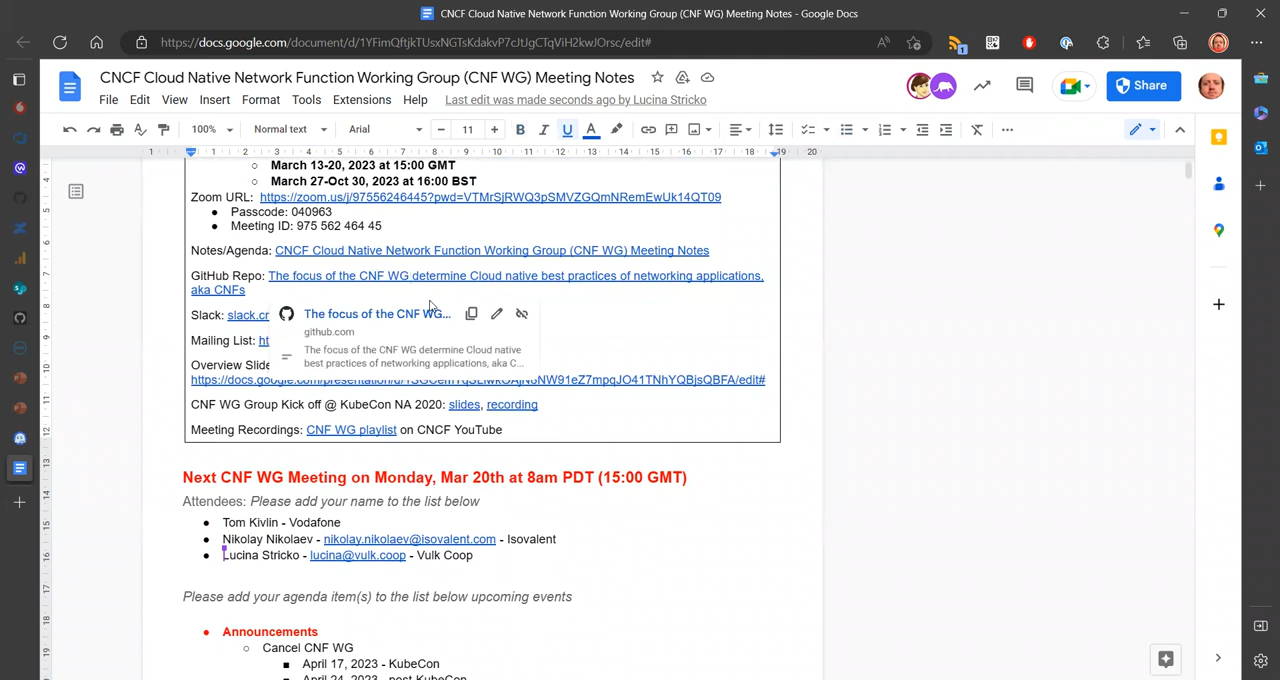 CNCF Cloud Native Network Function Working Group (CNF WG) Meeting Notes - Google Docs
https://docs.google.com/document/d/1YFimQftjkTUsxNGTsKdakvP7cJtJgCTqViH2kwJOrsc/edit#
CNCF Cloud Native Network Function Working Group (CNF WG) Meeting Notes
Share
File Edit View Insert Format Tools Extensions Help Last edit was made seconds ago by Lucina Stricko
100% Normal text Arial 11
○ March 13-20, 2023 at 15:00 GMT
○ March 27-Oct 30, 2023 at 16:00 BST
Zoom URL: https://zoom.us/j/97556246445?pwd=VTMrSjRWQ3pSMVZGQmNRemEwUk14QT09
● Passcode: 040963
● Meeting ID: 975 562 464 45
Notes/Agenda: CNCF Cloud Native Network Function Working Group (CNF WG) Meeting Notes
GitHub Repo: The focus of the CNF WG determine Cloud native best practices of networking applications,
aka CNFs
Slack: slack.cr
The focus of the CNF WG...
github.com
Mailing List: ht
The focus of the CNF WG determine Cloud native
best practices of networking applications, aka C...
Overview Slide
CNF WG Group Kick off @ KubeCon NA 2020: slides, recording
Meeting Recordings: CNF WG playlist on CNCF YouTube
Next CNF WG Meeting on Monday, Mar 20th at 8am PDT (15:00 GMT)
Attendees: Please add your name to the list below
● Tom Kivlin - Vodafone
● Nikolay Nikolaev - nikolay.nikolaev@isovalent.com - Isovalent
● Lucina Stricko - lucina@vulk.coop - Vulk Coop
Please add your agenda item(s) to the list below upcoming events
● Announcements
○ Cancel CNF WG
■ April 17, 2023 - KubeCon
■ April 24, 2023 - post KubeCon